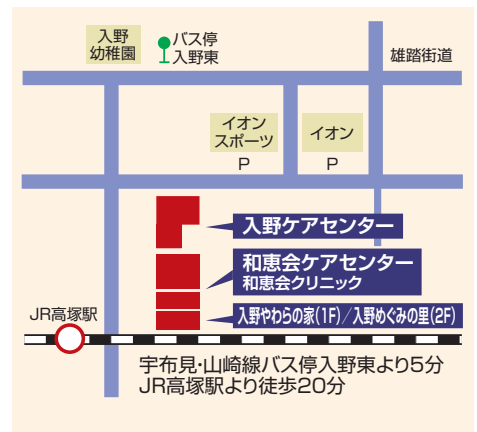 入野
幼稚園
バス停
入野東
雄踏街道
イオン
スポーツ
P
イオン
P
入野ケアセンター
和恵会ケアセンター
和恵会クリニック
入野やわらの家(1F)/入野めぐみの里(2F)
JR高塚駅
宇布見・山崎線バス停入野東より5分
JR高塚駅より徒歩20分